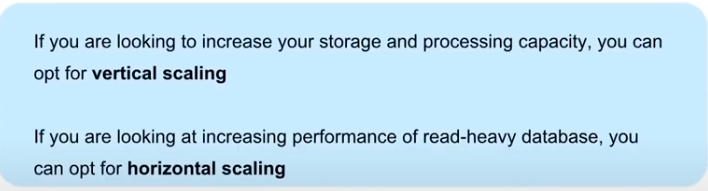 If you are looking to increase your storage and processing capacity, you can
opt for vertical scaling
If you are looking at increasing performance of read-heavy database, you
can opt for horizontal scaling